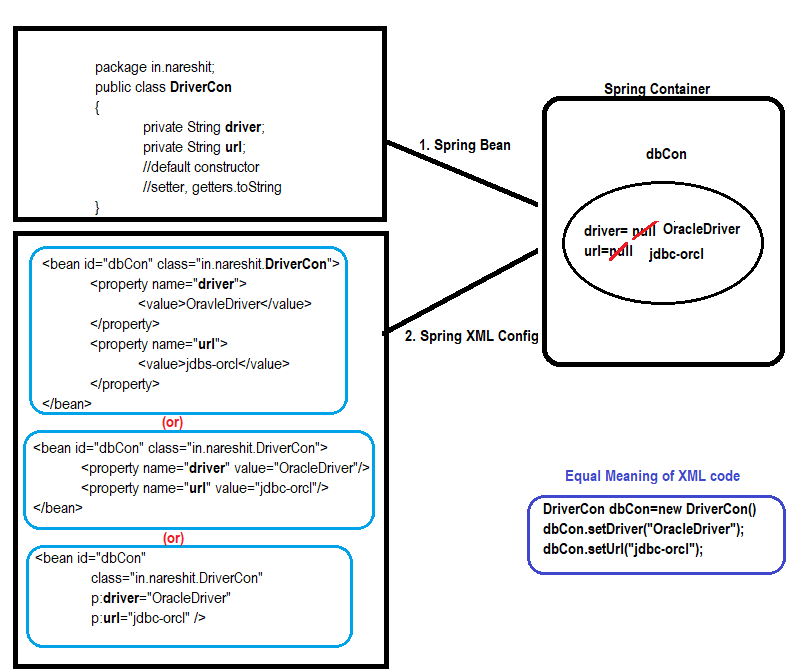 package in.nareshit;
public class DriverCon
{
private String driver;
private String url;
//default constructor
//setter, getters.toString
}
1. Spring Bean
Spring Container
dbCon
driver= null OracleDriver
url=null jdbc-orcl
2. Spring XML Config
<bean id="dbCon" class="in.nareshit.DriverCon">
<property name="driver">
<value>OravleDriver</value>
</property>
<property name="url">
<value>jdbs-orcl</value>
</property>
</bean>
(or)
<bean id="dbCon" class="in.nareshit.DriverCon">
<property name="driver" value="OracleDriver"/>
<property name="url" value="jdbc-orcl"/>
</bean>
(or)
<bean id="dbCon"
class="in.nareshit.DriverCon"
p:driver="OracleDriver"
p:url="jdbc-orcl" />
Equal Meaning of XML code
DriverCon dbCon=new DriverCon()
dbCon.setDriver("OracleDriver");
dbCon.setUrl("jdbc-orcl");